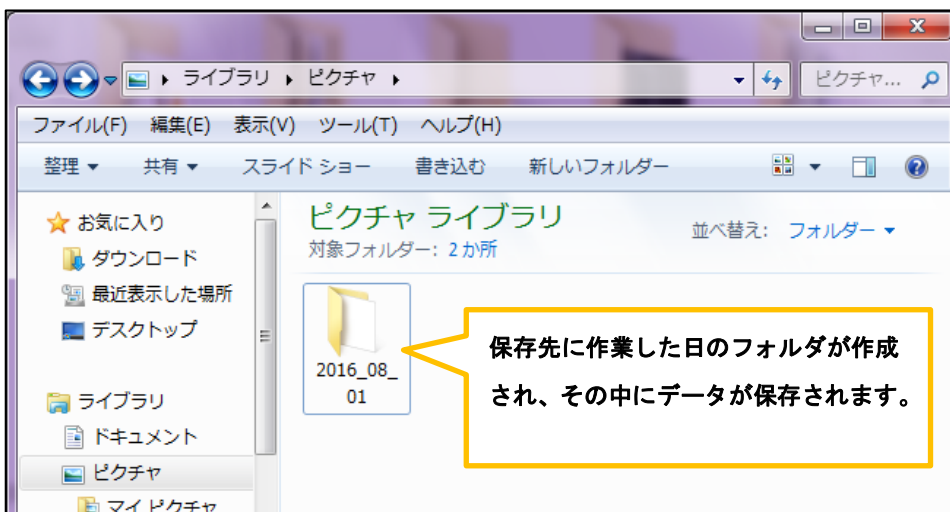 ライブラリ ピクチャ
ピクチャ...
ファイル(F) 編集(E) 表示(V) ツール(T) ヘルプ(H)
整理 共有 スライド ショー 書き込む 新しいフォルダー
お気に入り
ダウンロード
最近表示した場所
デスクトップ
ライブラリ
ドキュメント
ピクチャ
マイ ピクチャ
ピクチャ ライブラリ
対象フォルダー: 2 か所
並べ替え: フォルダー
2016_08_
01
保存先に作業した日のフォルダが作成
され、その中にデータが保存されます。